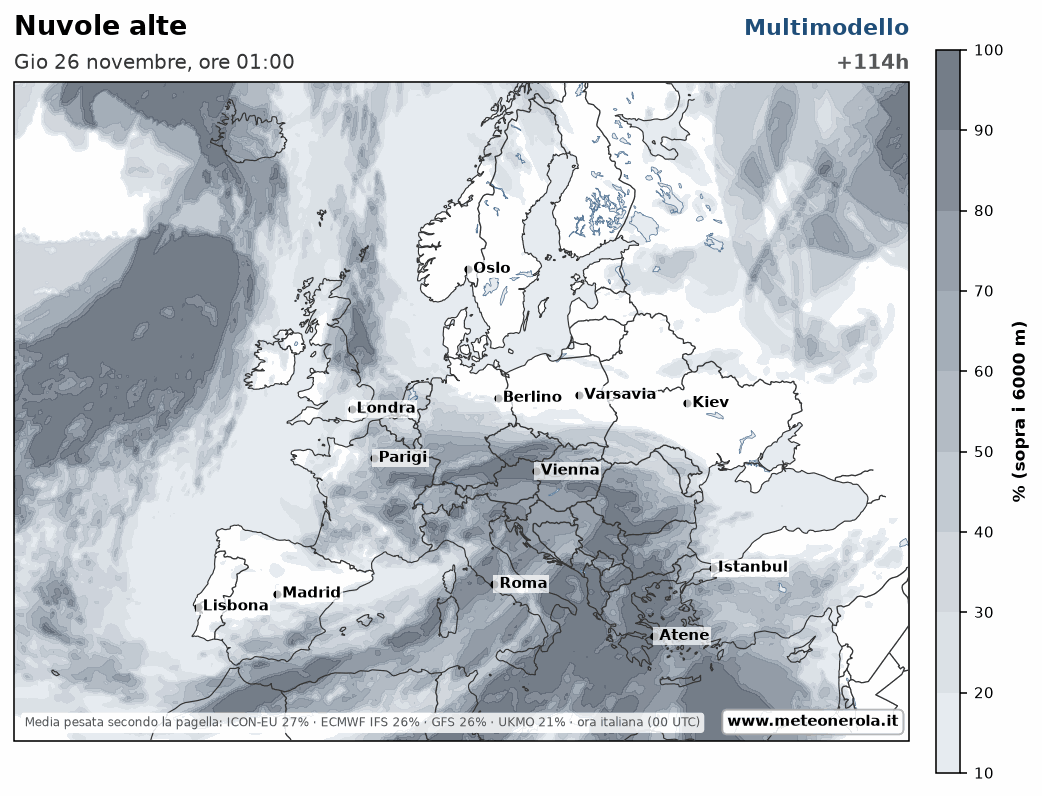 Nuvole alte
Multimodello
Gio 26 novembre, ore 01:00
+114h
100
90
80
70
60
50
40
30
20
10
% (sopra i 6000 m)
Oslo
Berlino
Varsavia
Kiev
Londra
Parigi
Vienna
Istanbul
Roma
Madrid
Lisbona
Atene
Media pesata secondo la pagella: ICON-EU 27% · ECMWF IFS 26% · GFS 26% · UKMO 21% · ora italiana (00 UTC)
www.meteonerola.it